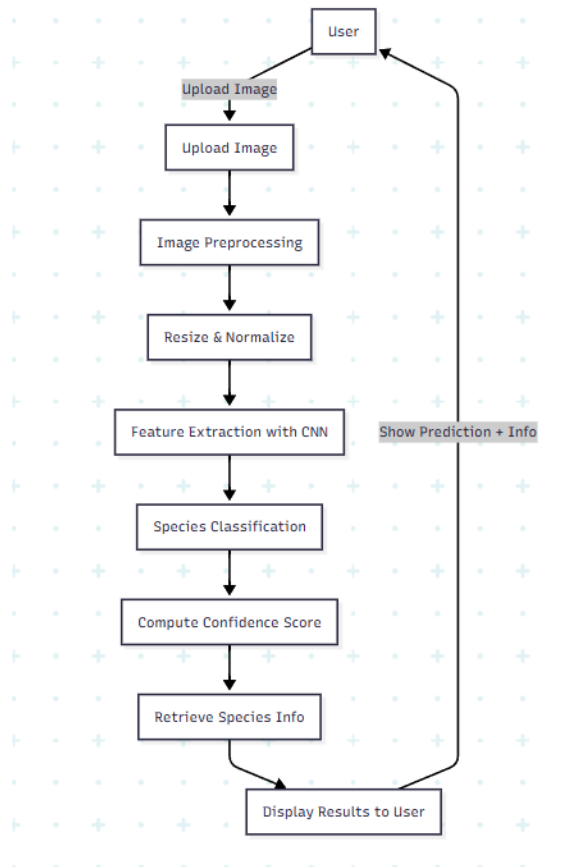 User
Upload Image
Upload Image
Image Preprocessing
Resize & Normalize
Feature Extraction with CNN
Show Prediction + Info
Species Classification
Compute Confidence Score
Retrieve Species Info
Display Results to User